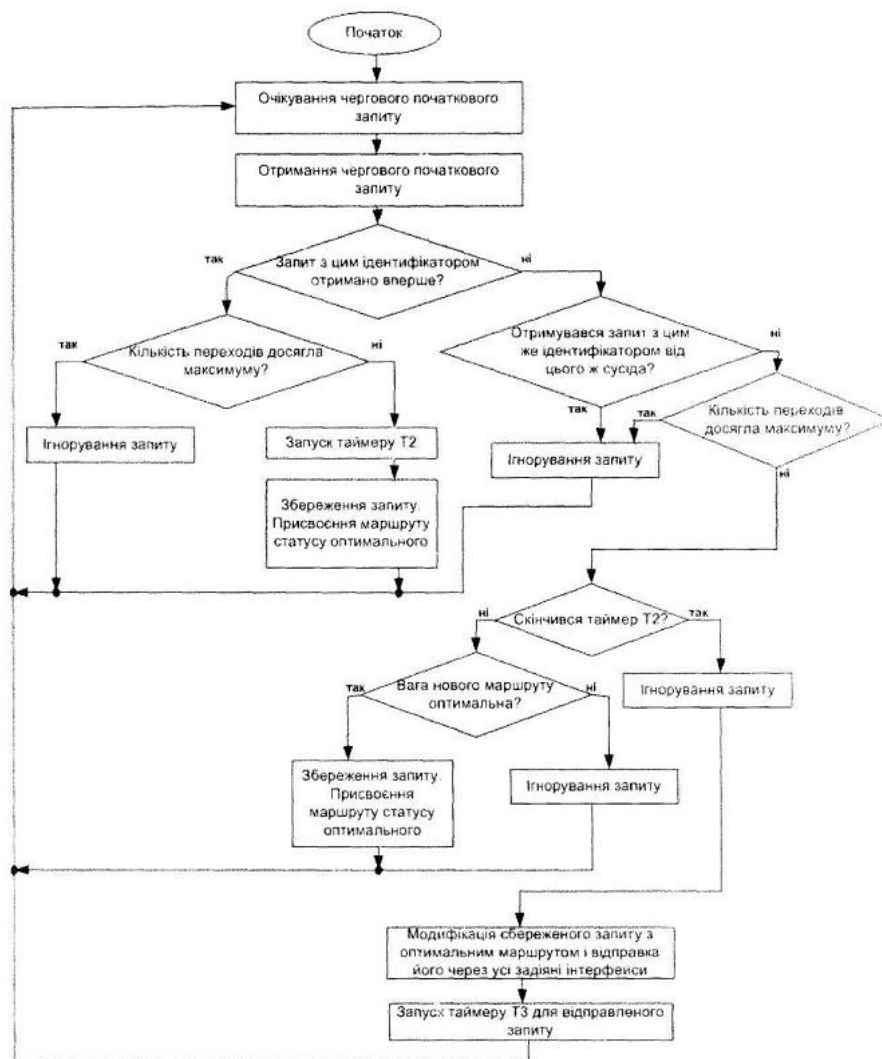 Початок
Очікування чергового початкового
запиту
Отримання чергового початкового
запиту
так
Запит з цим ідентифікатором
отримано вперше?
ні
так
Кількість переходів досягла
максимуму?
ні
Отримувався запит з цим
же ідентифікатором від
цього ж сусіда?
ні
так
так
Кількість переходів
досягла максимуму?
ні
Ігнорування запиту
Запуск таймеру Т2
Ігнорування запиту
Збереження запиту.
Присвоєння маршруту
статусу оптимального
ні
Скінчився таймер Т2?
так
так
Вага нового маршруту
оптимальна?
ні
Ігнорування запиту
Збереження запиту.
Присвоєння
маршруту статусу
оптимального
Ігнорування запиту
Модифікація сбереженого запиту з
оптимальним маршрутом і відправка
його через усі задіяні інтерфейси
Запуск таймеру Т3 для відправленого
запиту